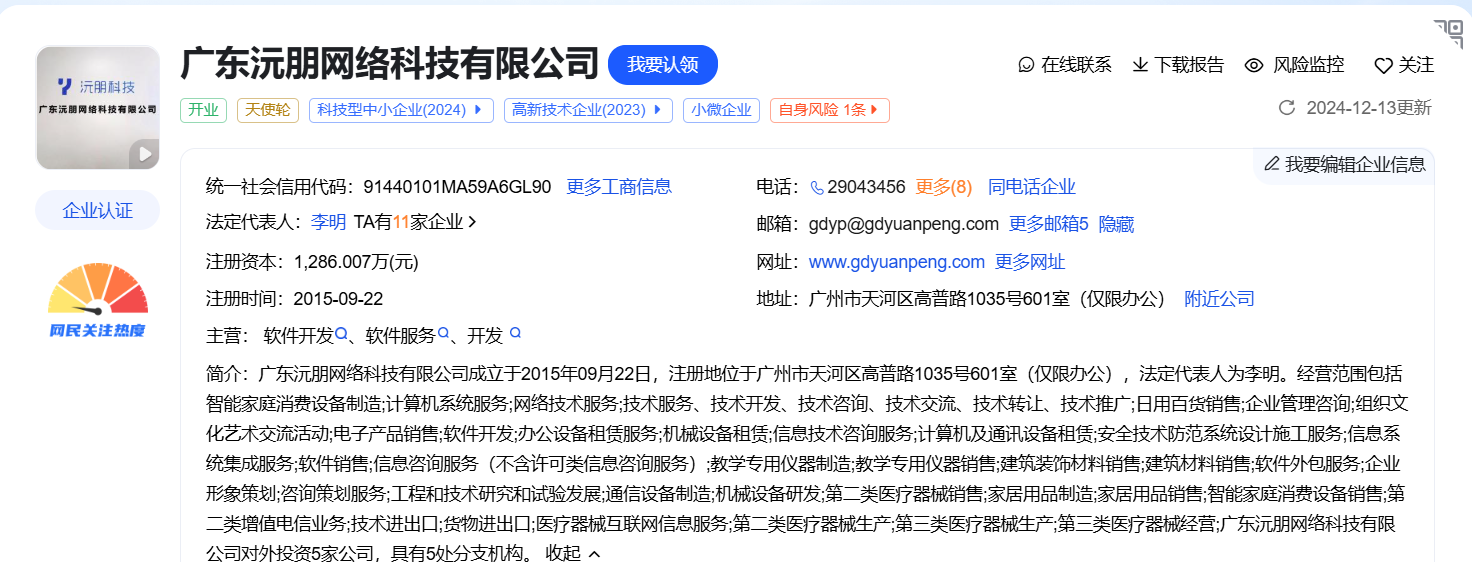 广东沅朋网络科技有限公司 我要认领
在线联系 下载报告 风险监控 关注
沅朋科技
广东沅朋网络科技有限公司
开业 天使轮 科技型中小企业(2024) 高新技术企业(2023) 小微企业 自身风险 1条
2024-12-13更新
我要编辑企业信息
企业认证
网民关注热度
统一社会信用代码：91440101MA59A6GL90 更多工商信息
电话：29043456 更多(8) 同电话企业
法定代表人：李明 TA有11家企业
邮箱：gdyp@gdyuanpeng.com 更多邮箱5 隐藏
注册资本：1,286.007万(元)
网址：www.gdyuanpeng.com 更多网址
注册时间：2015-09-22
地址：广州市天河区高普路1035号601室（仅限办公） 附近公司
主营： 软件开发、软件服务、开发
简介：广东沅朋网络科技有限公司成立于2015年09月22日，注册地位于广州市天河区高普路1035号601室（仅限办公），法定代表人为李明。经营范围包括
智能家庭消费设备制造;计算机系统服务;网络技术服务;技术服务、技术开发、技术咨询、技术交流、技术转让、技术推广;日用百货销售;企业管理咨询;组织文
化艺术交流活动;电子产品销售;软件开发;办公设备租赁服务;机械设备租赁;信息技术咨询服务;计算机及通讯设备租赁;安全技术防范系统设计施工服务;信息系
统集成服务;软件销售;信息咨询服务（不含许可类信息咨询服务）;教学专用仪器制造;教学专用仪器销售;建筑装饰材料销售;建筑材料销售;软件外包服务;企业
形象策划;咨询策划服务;工程和技术研究和试验发展;通信设备制造;机械设备研发;第二类医疗器械销售;家居用品制造;家居用品销售;智能家庭消费设备销售;第
二类增值电信业务;技术进出口;货物进出口;医疗器械互联网信息服务;第二类医疗器械生产;第三类医疗器械生产;第三类医疗器械经营;广东沅朋网络科技有限
公司对外投资5家公司，具有5处分支机构。 收起